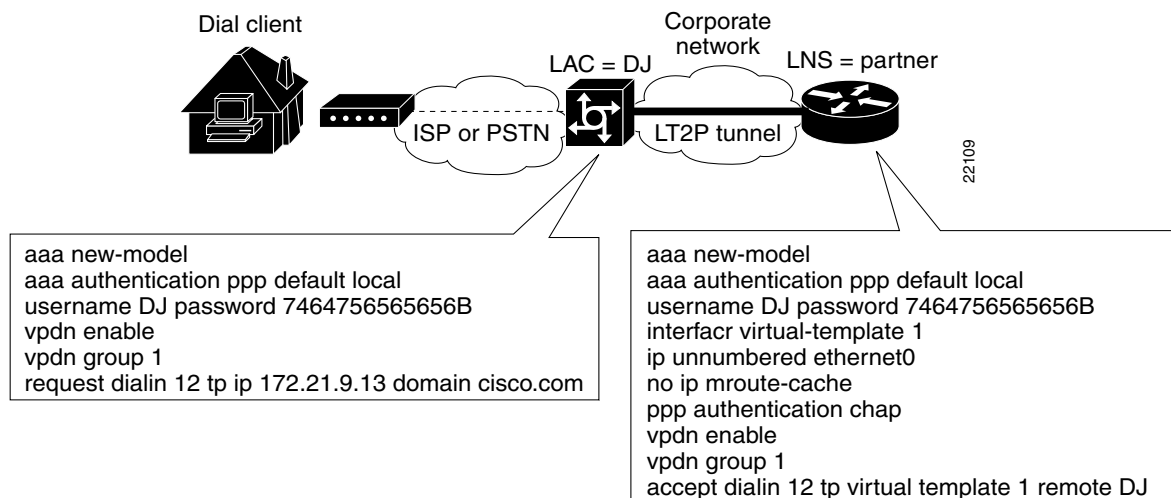 Dial client
Corporate
network
LAC = DJ
LNS = partner
ISP or PSTN
LT2P tunnel
22109
aaa new-model
aaa authentication ppp default local
username DJ password 7464756565656B
vpdn enable
vpdn group 1
request dialin 12 tp ip 172.21.9.13 domain cisco.com
aaa new-model
aaa authentication ppp default local
username DJ password 7464756565656B
interfacr virtual-template 1
ip unnumbered ethernet0
no ip mroute-cache
ppp authentication chap
vpdn enable
vpdn group 1
accept dialin 12 tp virtual template 1 remote DJ